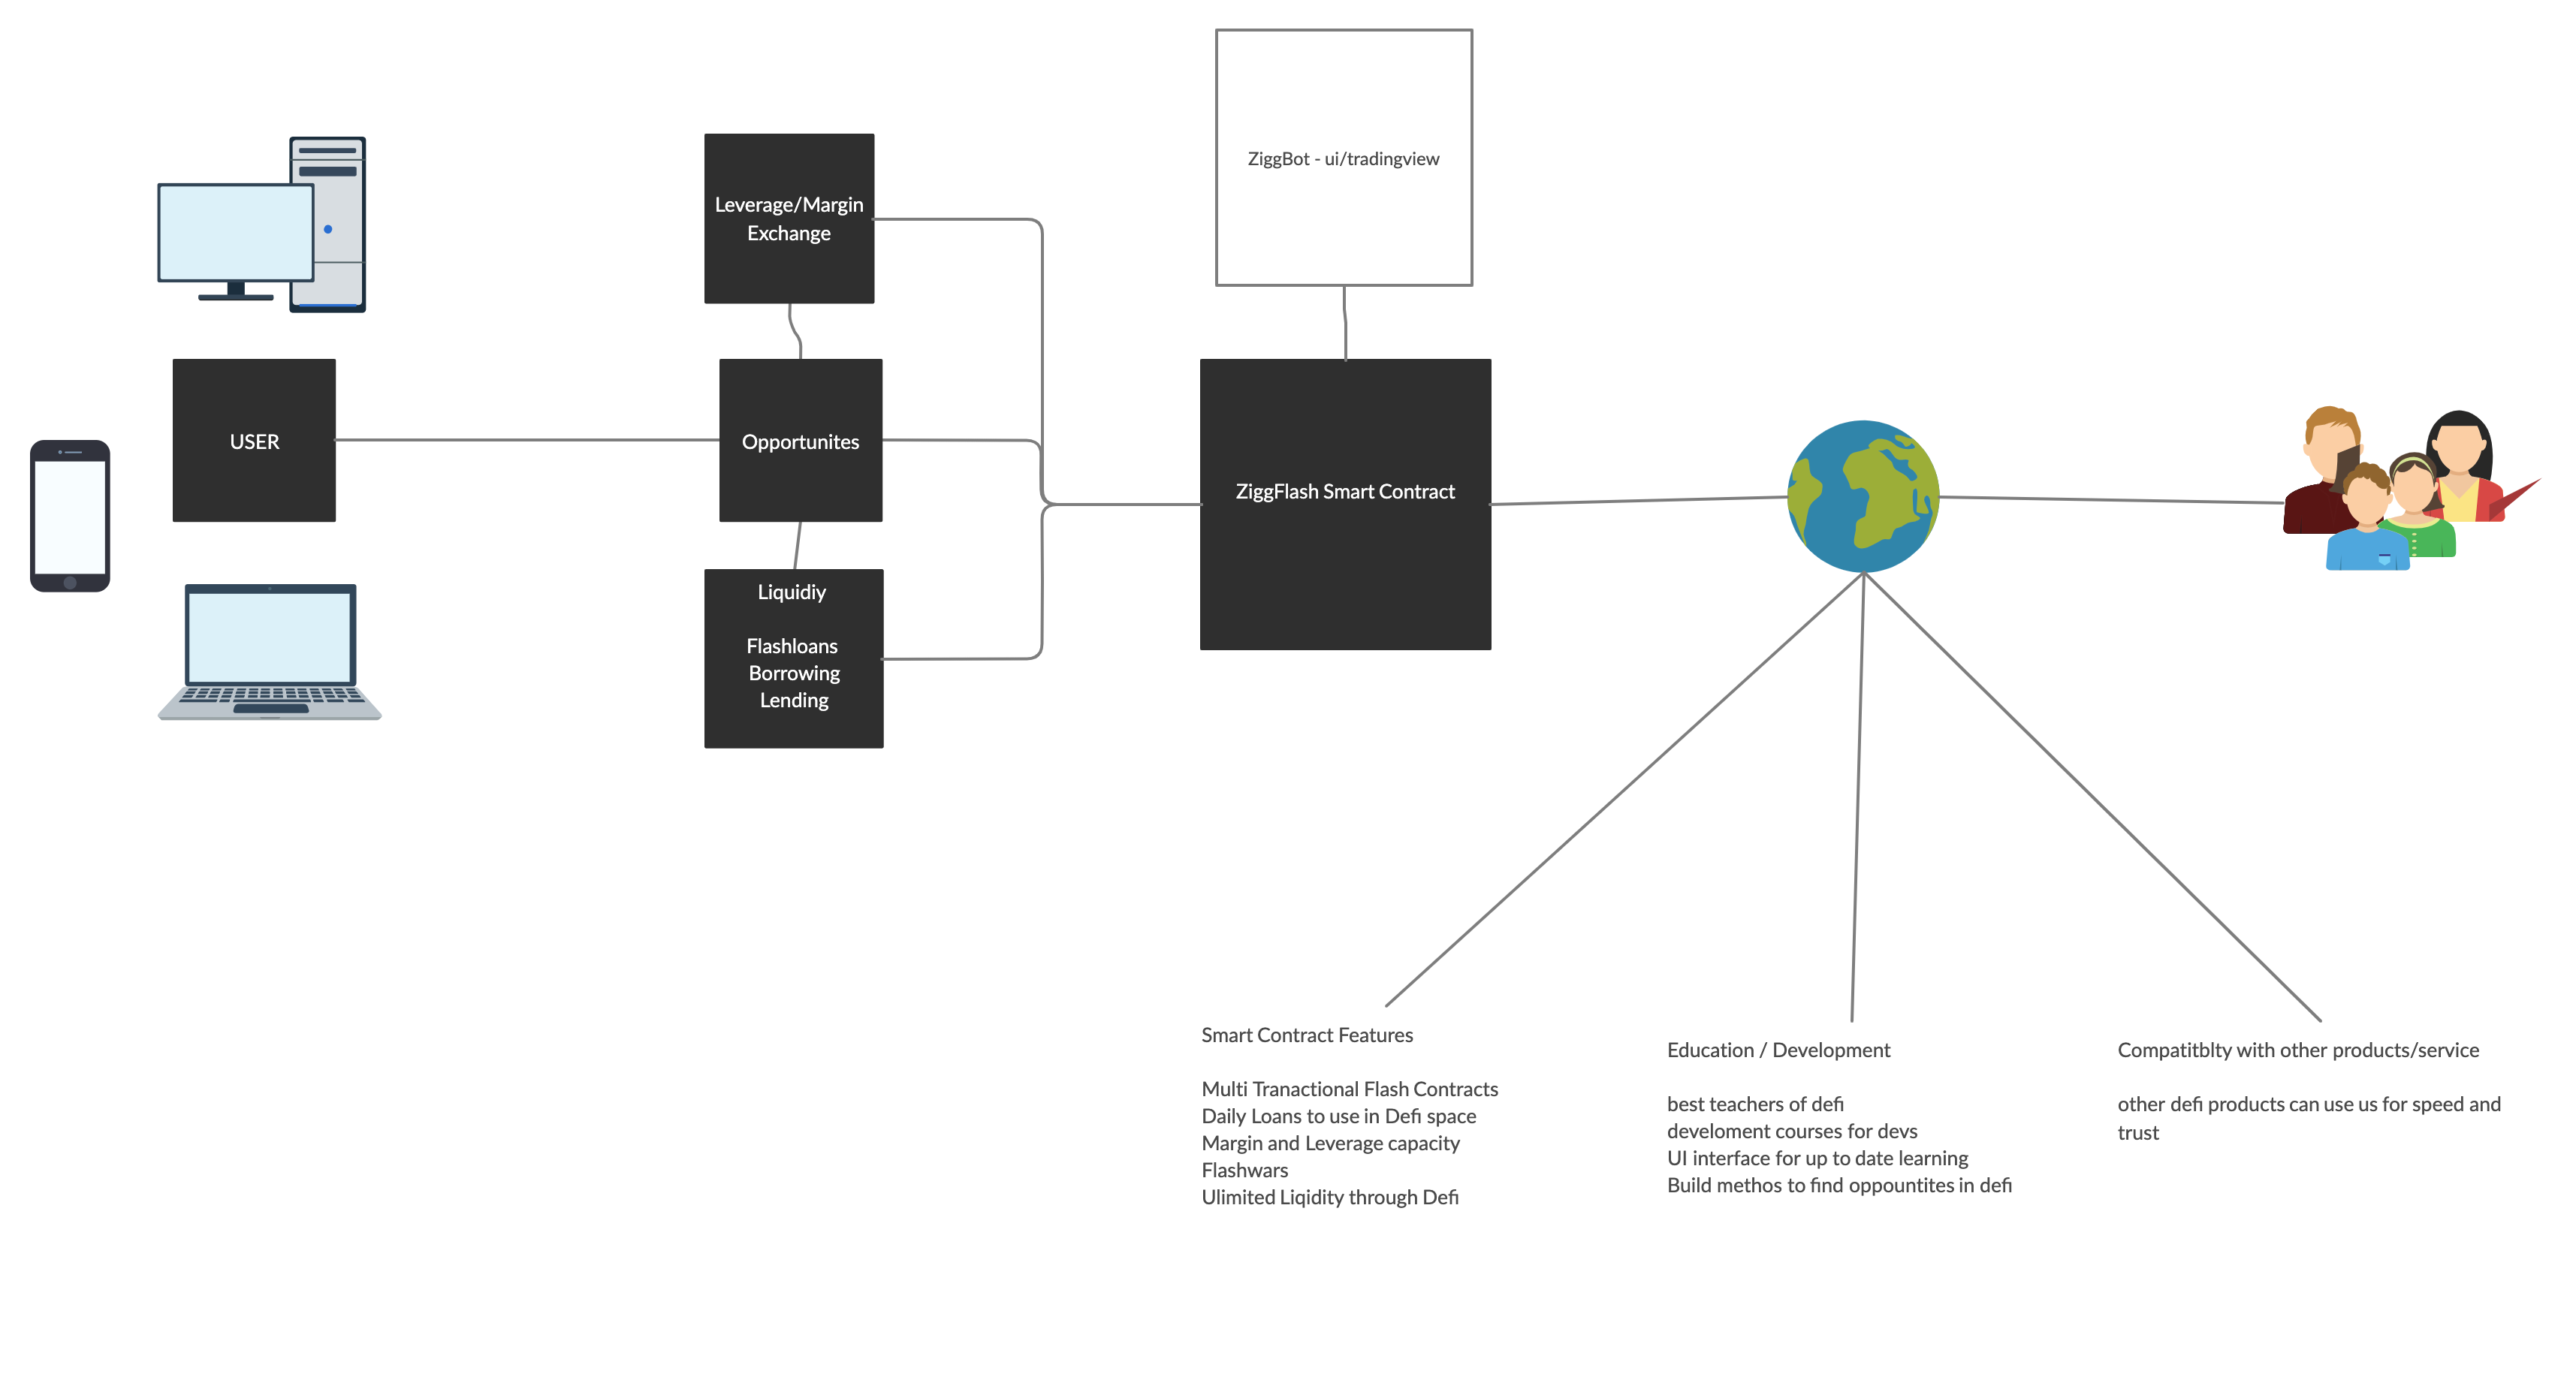 ZiggBot - ui/tradingview
Leverage/Margin
Exchange
USER
Opportunites
ZiggFlash Smart Contract
Liquidiy
Flashloans
Borrowing
Lending
Smart Contract Features
Multi Tranactional Flash Contracts
Daily Loans to use in Defi space
Margin and Leverage capacity
Flashwars
Ulimited Liqidity through Defi
Education / Development
best teachers of defi
develoment courses for devs
UI interface for up to date learning
Build methos to find oppountites in defi
Compatitblty with other products/service
other defi products can use us for speed and
trust